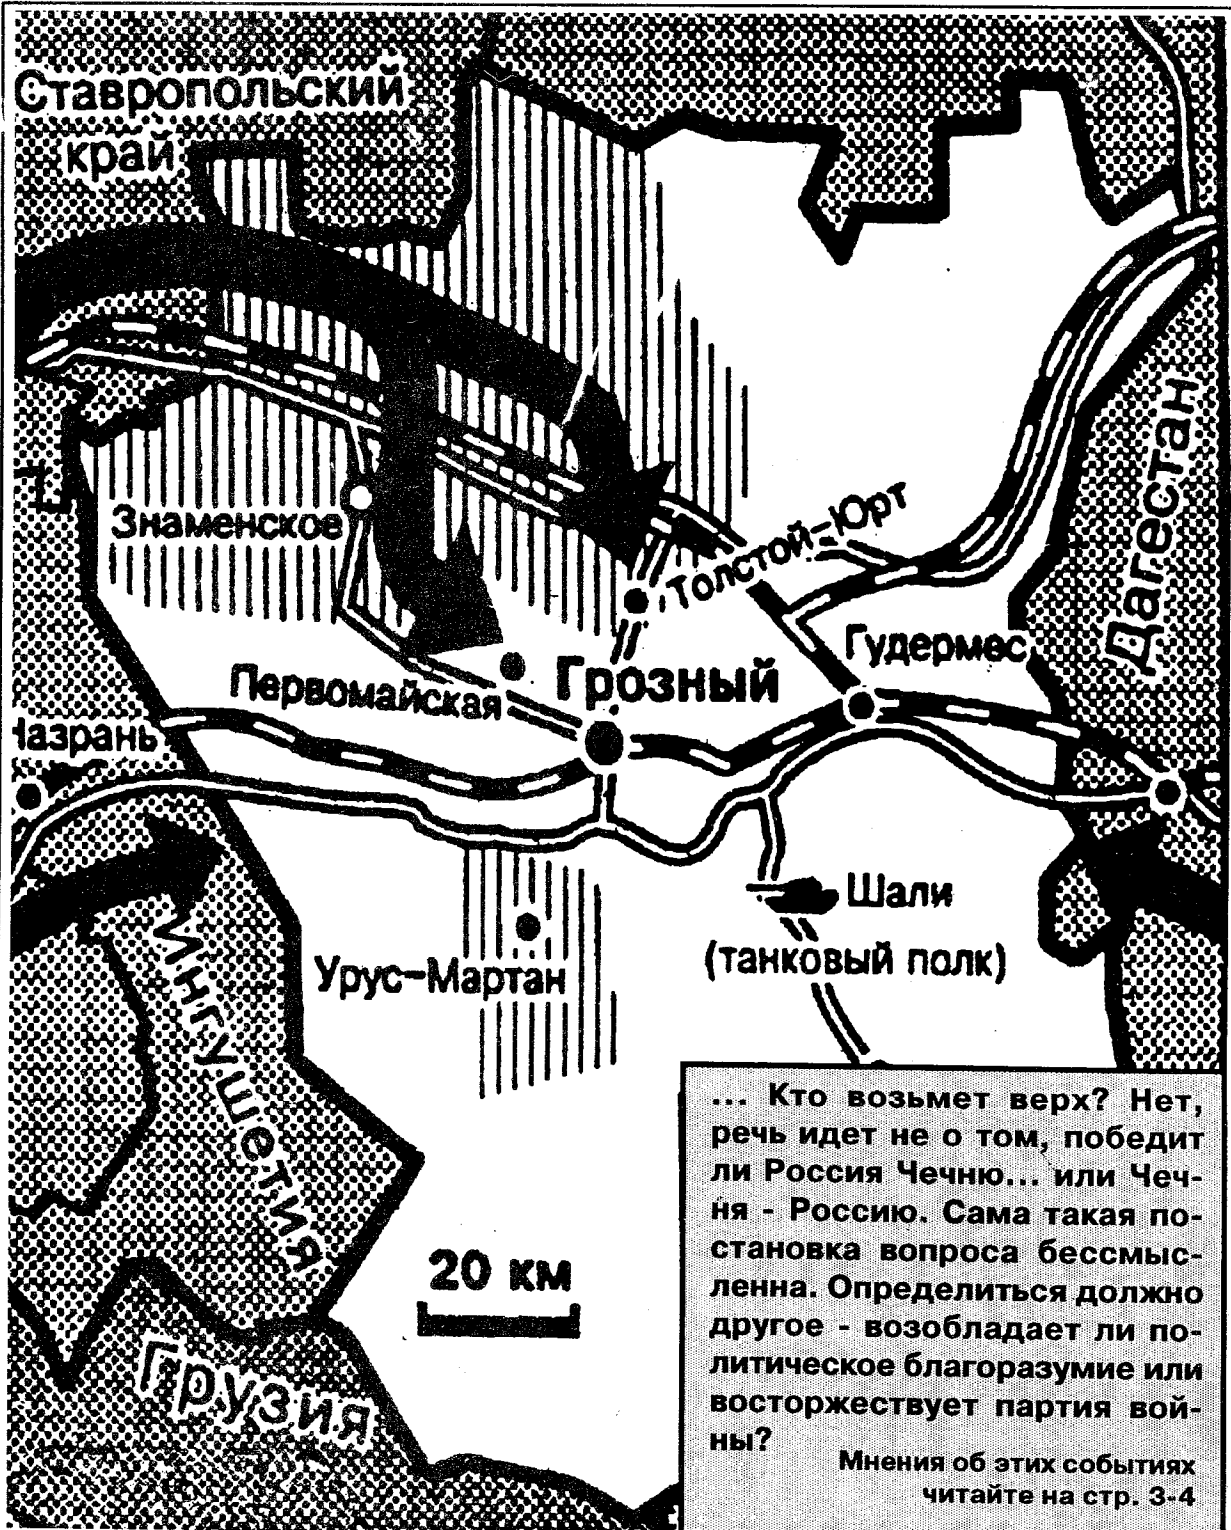 Ставропольский
край
Знаменское
Толстой-Юрт
Дагестан
Гудермес
Грозный
Первомайская
Назрань
Шали
(танковый полк)
Урус-Мартан
Ингушетия
20 км
Грузия
... Кто возьмет верх? Нет,
речь идет не о том, победит
ли Россия Чечню... или Чеч-
ня - Россию. Сама такая по-
становка вопроса бессмыс-
ленна. Определиться должно
другое - возобладает ли по-
литическое благоразумие или
восторжествует партия вой-
ны?
Мнения об этих событиях
читайте на стр. 3-4